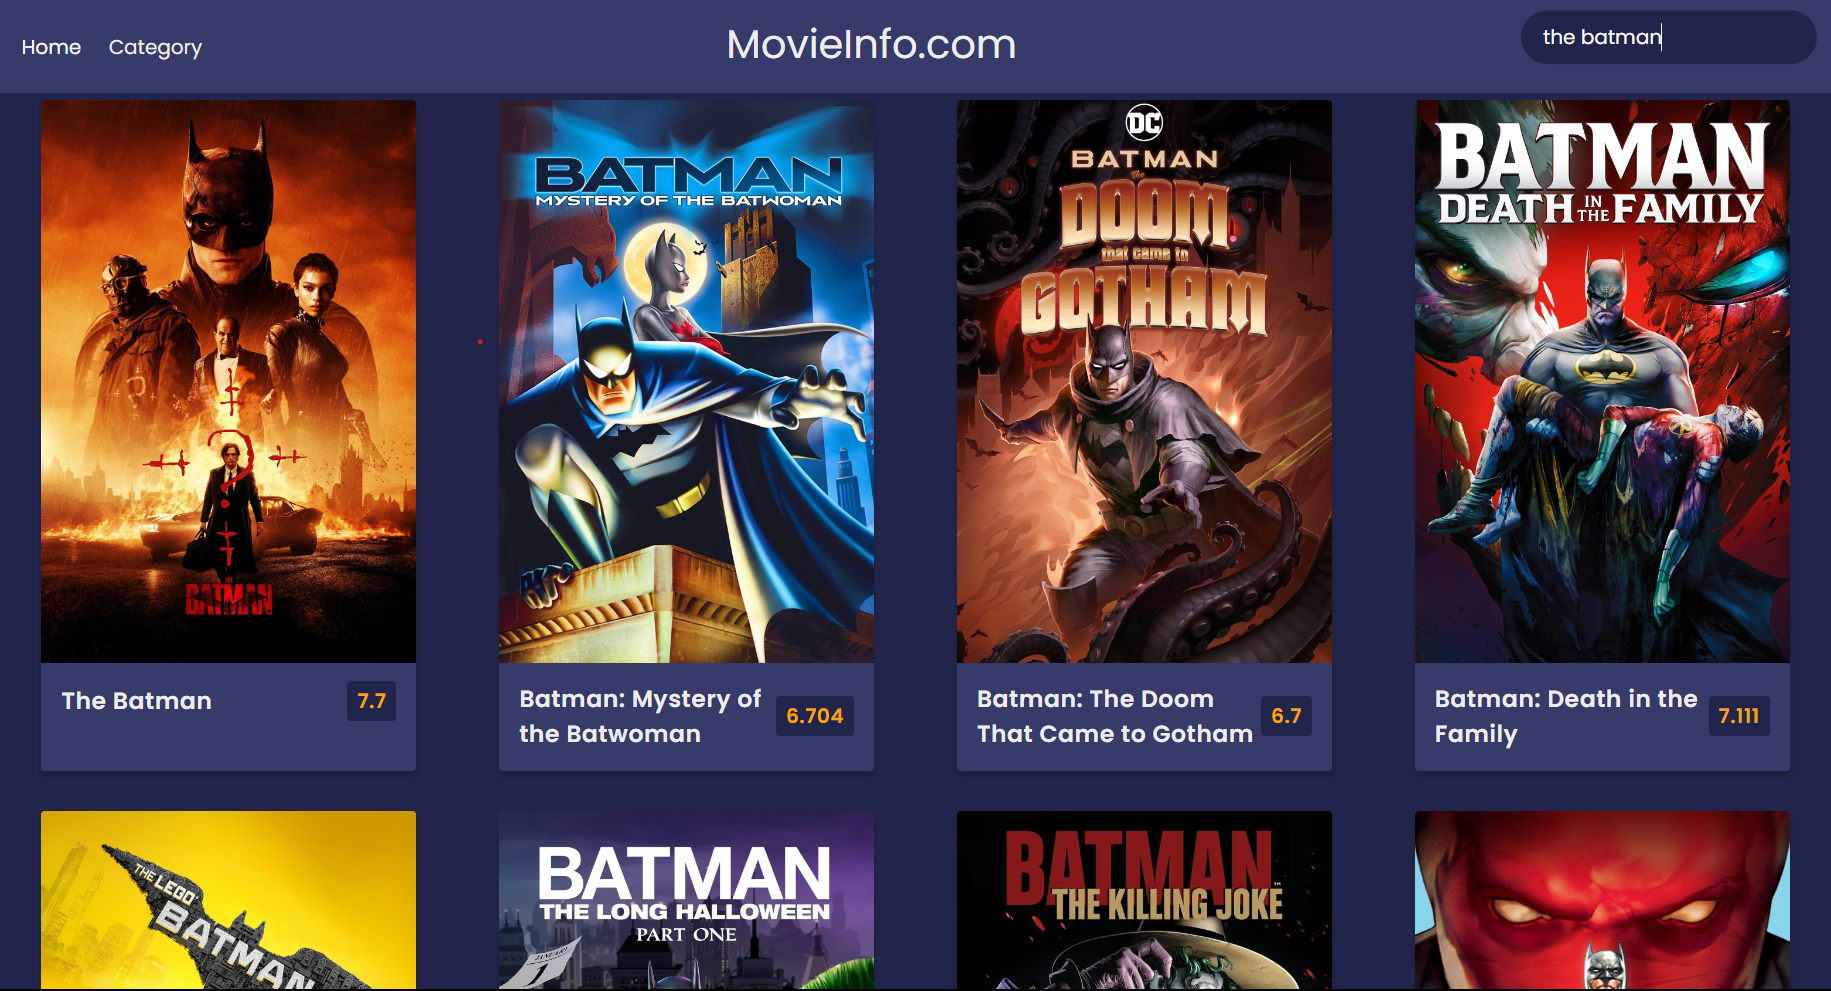 Home
Category
MovieInfo.com
the batman
THE
BATMAN
BATMAN
MYSTERY OF THE BATWOMAN
DC
BATMAN
The
DOOM
that came to
GOTHAM
BATMAN
DEATH IN THE FAMILY
The Batman
7.7
Batman: Mystery of
the Batwoman
6.704
Batman: The Doom
That Came to Gotham
6.7
Batman: Death in the
Family
7.111
THE LEGO
BATMAN
BATMAN
THE LONG HALLOWEEN
PART ONE
JANUARY
1
BATMAN
THE KILLING JOKE